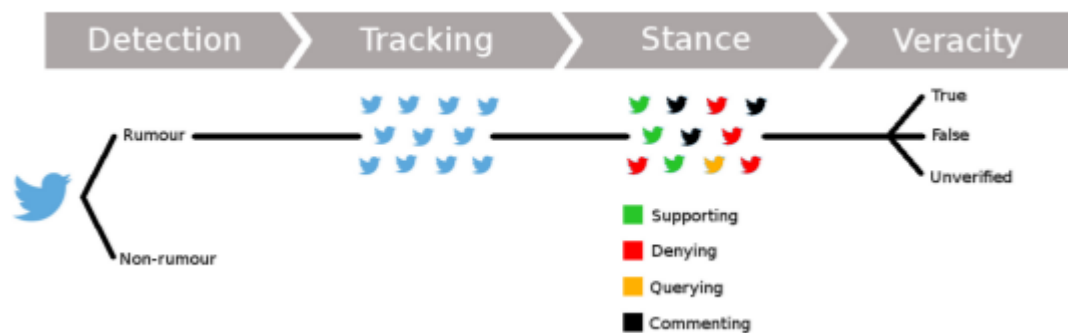 Detection Tracking Stance Veracity
True
Rumour False
Unverified
Non-rumour
Supporting
Denying
Querying
Commenting